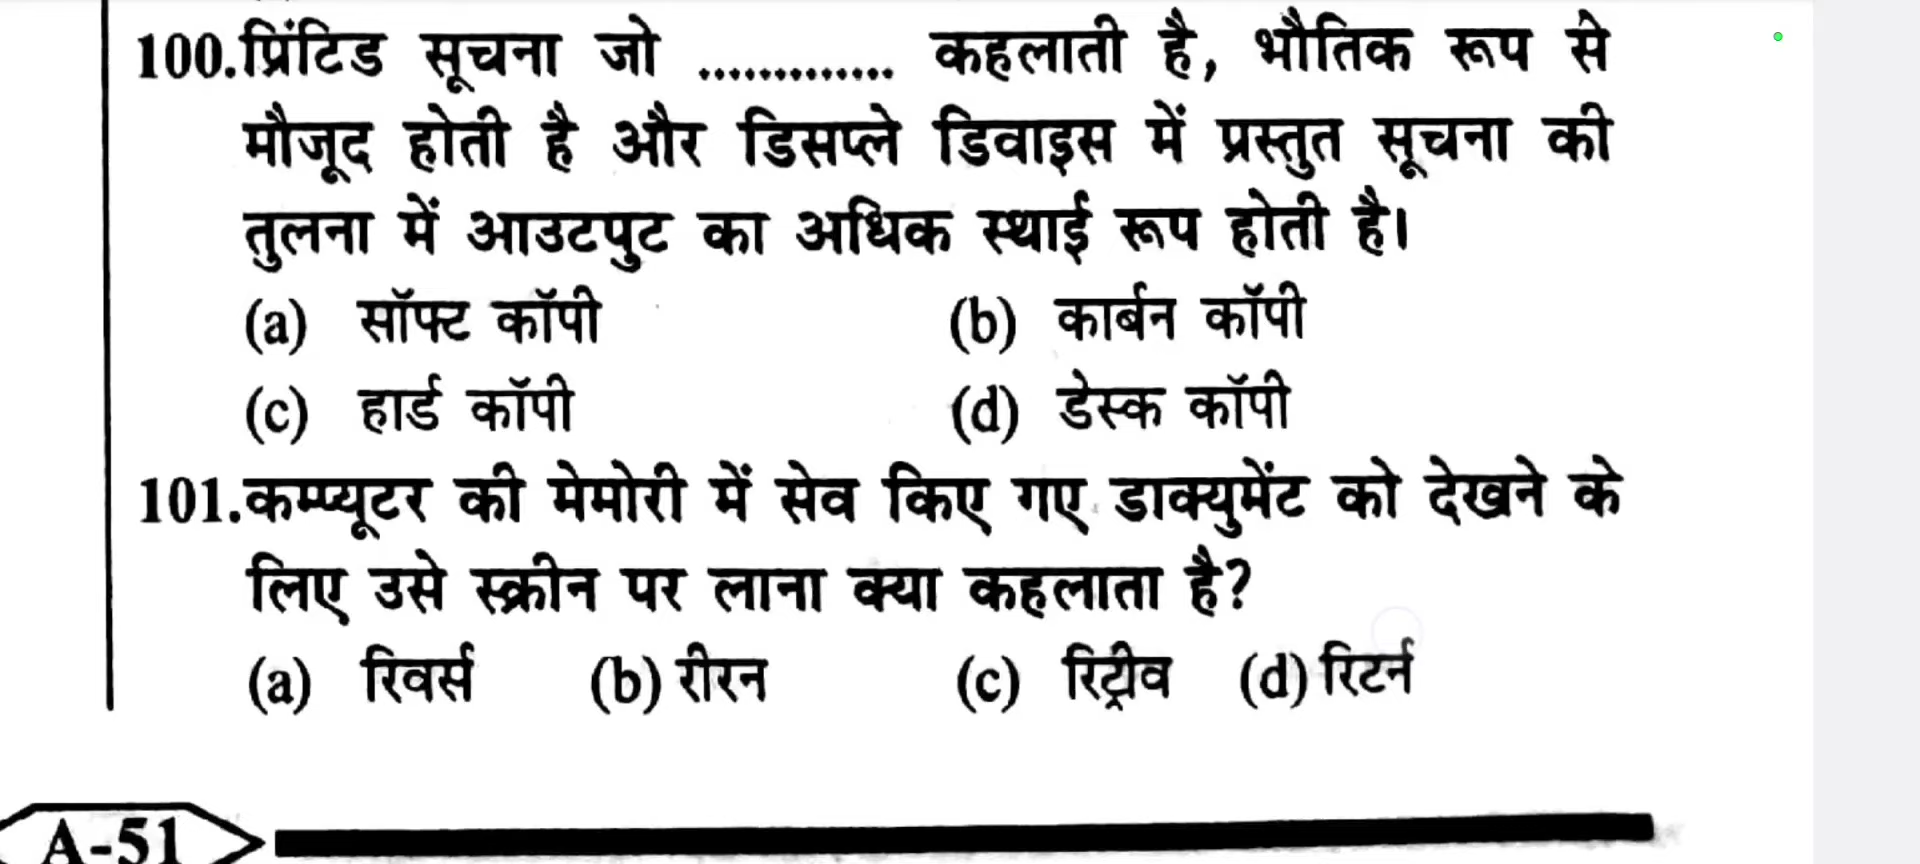 100.प्रिंटिड सूचना जो ............. कहलाती है, भौतिक रूप से
मौजूद होती है और डिसप्ले डिवाइस में प्रस्तुत सूचना की
तुलना में आउटपुट का अधिक स्थाई रूप होती है।
(a) सॉफ्ट कॉपी (b) कार्बन कॉपी
(c) हार्ड कॉपी (d) डेस्क कॉपी
101.कम्प्यूटर की मेमोरी में सेव किए गए डाक्युमेंट को देखने के
लिए उसे स्क्रीन पर लाना क्या कहलाता है?
(a) रिवर्स (b) रीरन (c) रिट्रीव (d) रिटर्न
A-51